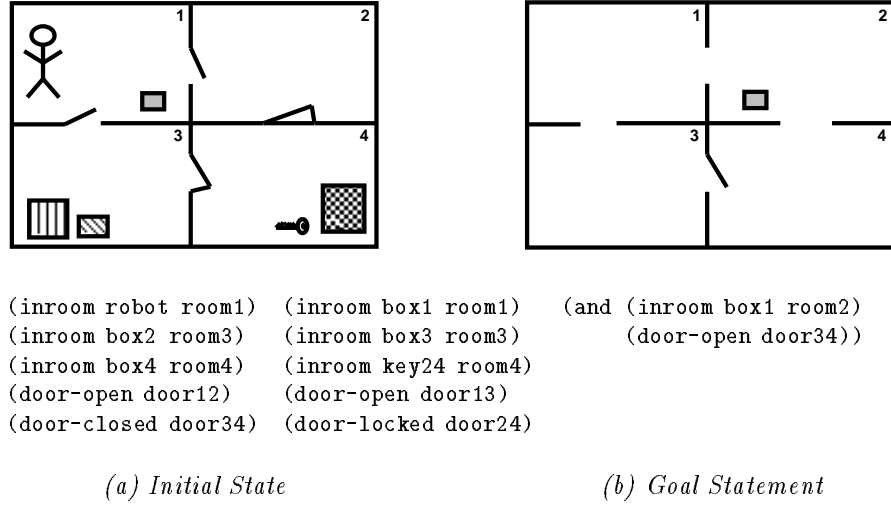 1 2
3 4
1 2
3 4
(inroom robot room1) (inroom box1 room1)
(inroom box2 room3) (inroom box3 room3)
(inroom box4 room4) (inroom key24 room4)
(door-open door12) (door-open door13)
(door-closed door34) (door-locked door24)
(and (inroom box1 room2)
(door-open door34))
(a) Initial State
(b) Goal Statement